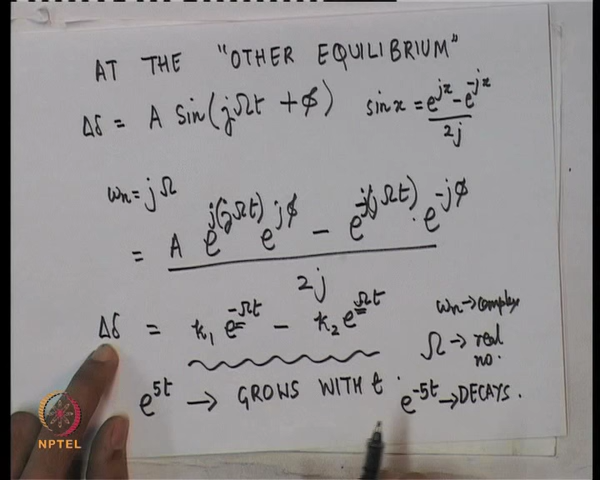 AT THE "OTHER EQUILIBRIUM"
Δδ = A sin(jΩt + φ) sin x = (e^{jx} - e^{-jx}) / 2j
ωn = jΩ
= (A e^{j(jΩt)} e^{jφ} - e^{-j(jΩt)} . e^{-jφ}) / 2j
Δδ = k₁ e^{-Ωt} - k₂ e^{Ωt}
ωn → complex
Ω → real
no.
e^{5t} → GROWS WITH t. e^{-5t} → DECAYS.
NPTEL